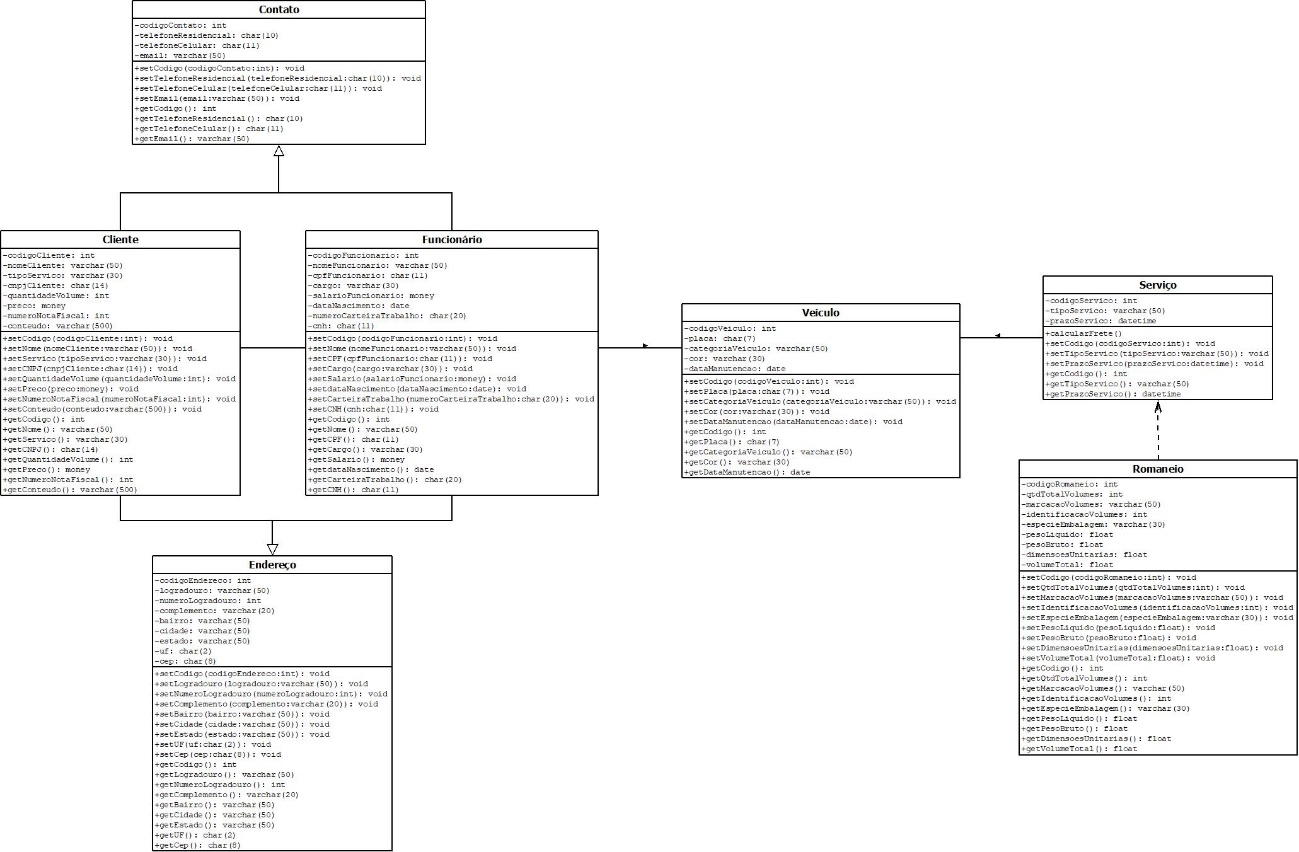 Contato
-codigoContato: int
-telefoneResidencial: char(10)
-telefoneCelular: char(11)
-email: varchar(50)
+setCodigo(codigoContato:int): void
+setTelefoneResidencial(telefoneResidencial:char(10)): void
+setTelefoneCelular(telefoneCelular:char(11)): void
+setEmail(email:varchar(50)): void
+getCodigo(): int
+getTelefoneResidencial(): char(10)
+getTelefoneCelular(): char(11)
+getEmail(): varchar(50)
Cliente
-codigoCliente: int
-nomeCliente: varchar(50)
-tipoServico: varchar(30)
-cnpjCliente: char(14)
-quantidadeVolume: int
-preco: money
-numeroNotaFiscal: int
-conteudo: varchar(500)
+setCodigo(codigoCliente:int): void
+setNome(nomeCliente:varchar(50)): void
+setServico(tipoServico:varchar(30)): void
+setCNPJ(cnpjCliente:char(14)): void
+setQuantidadeVolume(quantidadeVolume:int): void
+setPreco(preco:money): void
+setNumeroNotaFiscal(numeroNotaFiscal:int): void
+setConteudo(conteudo:varchar(500)): void
+getCodigo(): int
+getNome(): varchar(50)
+getServico(): varchar(30)
+getCNPJ(): char(14)
+getQuantidadeVolume(): int
+getPreco(): money
+getNumeroNotaFiscal(): int
+getConteudo(): varchar(500)
Funcionário
-codigoFuncionario: int
-nomeFuncionario: varchar(50)
-cpfFuncionario: char(11)
-cargo: varchar(30)
-salarioFuncionario: money
-dataNascimento: date
-numeroCarteiraTrabalho: char(20)
-cnh: char(11)
+setCodigo(codigoFuncionario:int): void
+setNome(nomeFuncionario:varchar(50)): void
+setCPF(cpfFuncionario:char(11)): void
+setCargo(cargo:varchar(30)): void
+setSalario(salarioFuncionario:money): void
+setdataNascimento(dataNascimento:date): void
+setCarteiraTrabalho(numeroCarteiraTrabalho:char(20)): void
+setCNH(cnh:char(11)): void
+getCodigo(): int
+getNome(): varchar(50)
+getCPF(): char(11)
+getCargo(): varchar(30)
+getSalario(): money
+getdataNascimento(): date
+getCarteiraTrabalho(): char(20)
+getCNH(): char(11)
Veículo
-codigoVeiculo: int
-placa: char(7)
-categoriaVeiculo: varchar(50)
-cor: varchar(30)
-dataManutencao: date
+setCodigo(codigoVeiculo:int): void
+setPlaca(placa:char(7)): void
+setCategoriaVeiculo(categoriaVeiculo:varchar(50)): void
+setCor(cor:varchar(30)): void
+setDataManutencao(dataManutencao:date): void
+getCodigo(): int
+getPlaca(): char(7)
+getCategoriaVeiculo(): varchar(50)
+getCor(): varchar(30)
+getDataManutencao(): date
Serviço
-codigoServico: int
-tipoServico: varchar(50)
-prazoServico: datetime
+calcularFrete()
+setCodigo(codigoServico:int): void
+setTipoServico(tipoServico:varchar(50)): void
+setPrazoServico(prazoServico:datetime): void
+getCodigo(): int
+getTipoServico(): varchar(50)
+getPrazoServico(): datetime
Romaneio
-codigoRomaneio: int
-qtdTotalVolumes: int
-marcacaoVolumes: varchar(50)
-identificacaoVolumes: int
-especieEmbalagem: varchar(30)
-pesoLiquido: float
-pesoBruto: float
-dimensoesUnitarias: float
-volumeTotal: float
+setCodigo(codigoRomaneio:int): void
+setQtdTotalVolumes(qtdTotalVolumes:int): void
+setMarcacaoVolumes(marcacaoVolumes:varchar(50)): void
+setIdentificacaoVolumes(identificacaoVolumes:int): void
+setEspecieEmbalagem(especieEmbalagem:varchar(30)): void
+setPesoLiquido(pesoLiquido:float): void
+setPesoBruto(pesoBruto:float): void
+setDimensoesUnitarias(dimensoesUnitarias:float): void
+setVolumeTotal(volumeTotal:float): void
+getCodigo(): int
+getQtdTotalVolumes(): int
+getMarcacaoVolumes(): varchar(50)
+getIdentificacaoVolumes(): int
+getEspecieEmbalagem(): varchar(30)
+getPesoLiquido(): float
+getPesoBruto(): float
+getDimensoesUnitarias(): float
+getVolumeTotal(): float
Endereço
-codigoEndereco: int
-logradouro: varchar(50)
-numeroLogradouro: int
-complemento: varchar(20)
-bairro: varchar(50)
-cidade: varchar(50)
-estado: varchar(50)
-uf: char(2)
-cep: char(8)
+setCodigo(codigoEndereco:int): void
+setLogradouro(logradouro:varchar(50)): void
+setNumeroLogradouro(numeroLogradouro:int): void
+setComplemento(complemento:varchar(20)): void
+setBairro(bairro:varchar(50)): void
+setCidade(cidade:varchar(50)): void
+setEstado(estado:varchar(50)): void
+setUF(uf:char(2)): void
+setCep(cep:char(8)): void
+getCodigo(): int
+getLogradouro(): varchar(50)
+getNumeroLogradouro(): int
+getComplemento(): varchar(20)
+getBairro(): varchar(50)
+getCidade(): varchar(50)
+getEstado(): varchar(50)
+getUF(): char(2)
+getCep(): char(8)